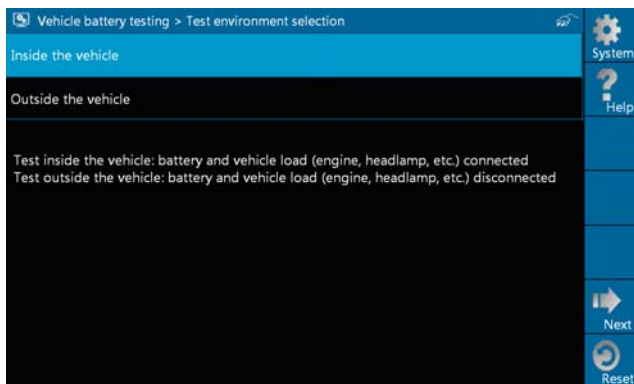 Vehicle battery testing > Test environment selection
System
Inside the vehicle
Outside the vehicle
Help
Test inside the vehicle: battery and vehicle load (engine, headlamp, etc.) connected
Test outside the vehicle: battery and vehicle load (engine, headlamp, etc.) disconnected
Next
Reset